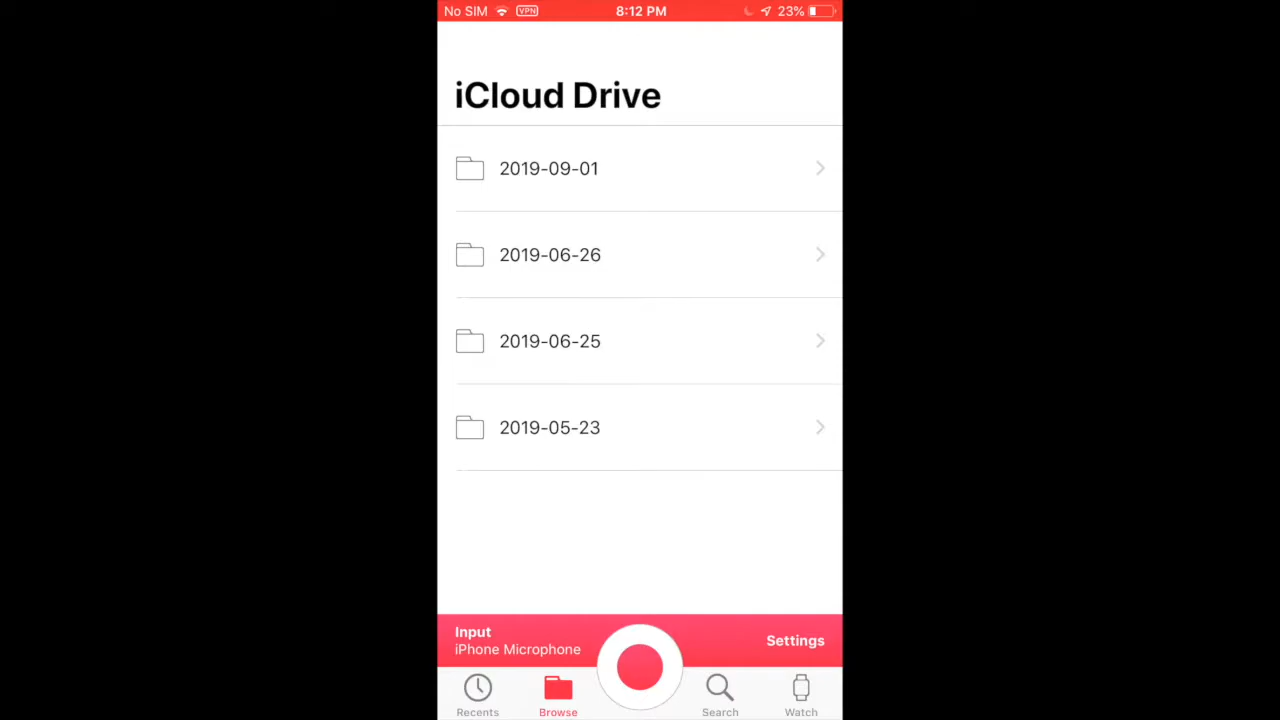 No SIM VPN 8:12 PM 23%
iCloud Drive
2019-09-01
2019-06-26
2019-06-25
2019-05-23
Input
iPhone Microphone
Settings
Recents Browse Search Watch